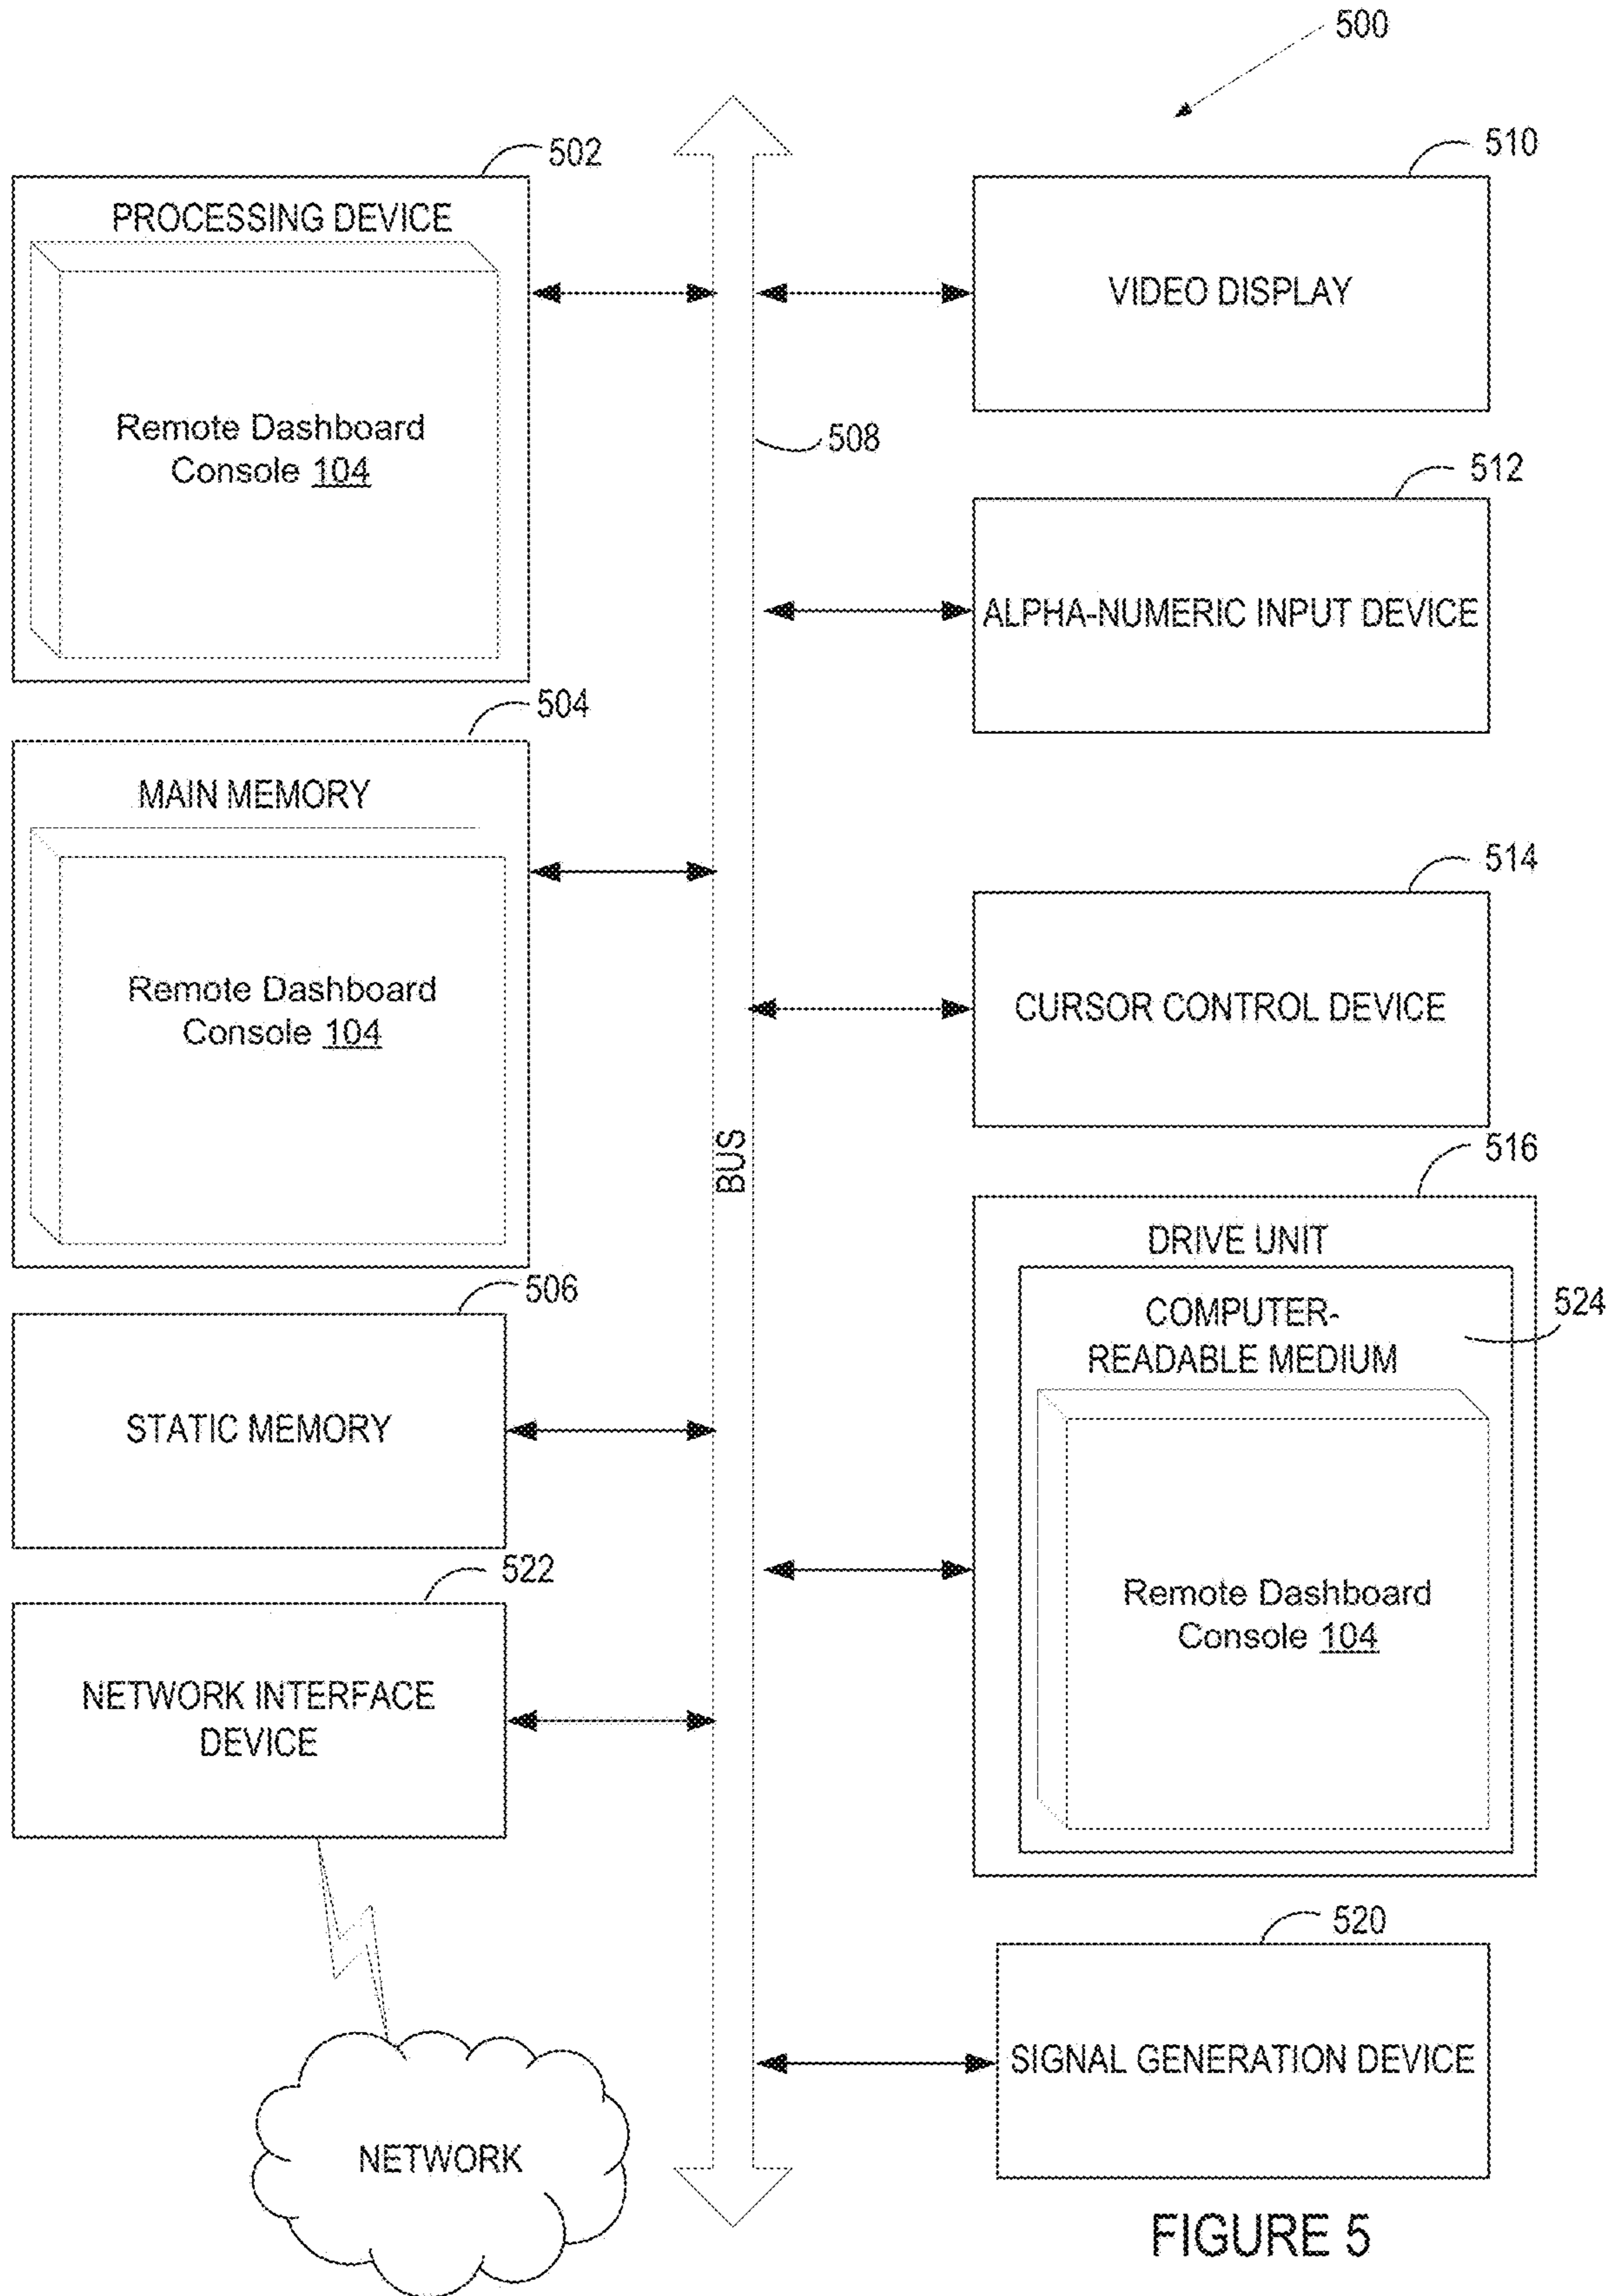 500
502
PROCESSING DEVICE
Remote Dashboard
Console 104
504
MAIN MEMORY
Remote Dashboard
Console 104
506
STATIC MEMORY
522
NETWORK INTERFACE
DEVICE
NETWORK
508
BUS
510
VIDEO DISPLAY
512
ALPHA-NUMERIC INPUT DEVICE
514
CURSOR CONTROL DEVICE
516
DRIVE UNIT
COMPUTER-
READABLE MEDIUM
524
Remote Dashboard
Console 104
520
SIGNAL GENERATION DEVICE
FIGURE 5